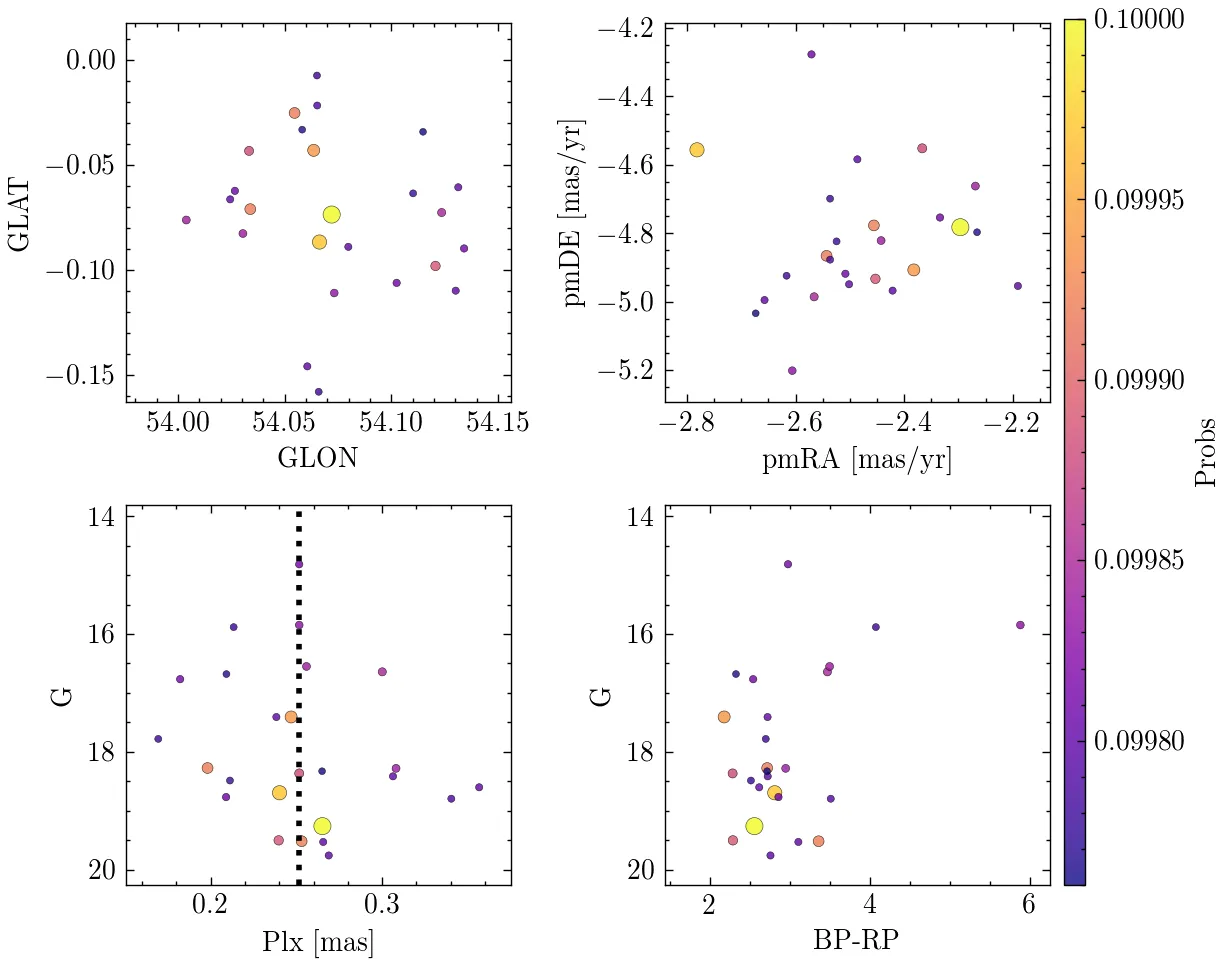 0.00
−0.05
−0.10
−0.15
GLAT
54.00 54.05 54.10 54.15
GLON
−4.2
−4.4
−4.6
−4.8
−5.0
−5.2
pmDE [mas/yr]
−2.8 −2.6 −2.4 −2.2
pmRA [mas/yr]
14
16
18
20
G
0.2 0.3
Plx [mas]
14
16
18
20
G
2 4 6
BP-RP
0.10000
0.09995
0.09990
0.09985
0.09980
Probs